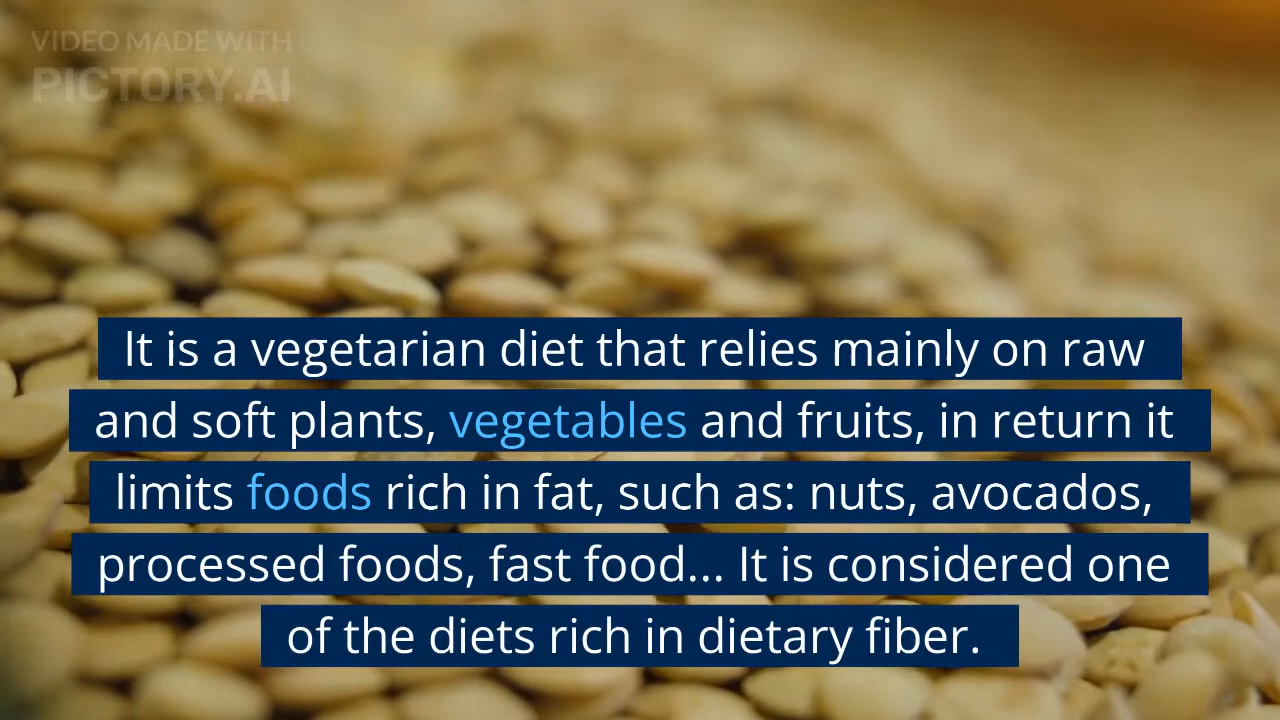 VIDEO MADE WITH
PICTORY.AI
It is a vegetarian diet that relies mainly on raw
and soft plants, vegetables and fruits, in return it
limits foods rich in fat, such as: nuts, avocados,
processed foods, fast food... It is considered one
of the diets rich in dietary fiber.